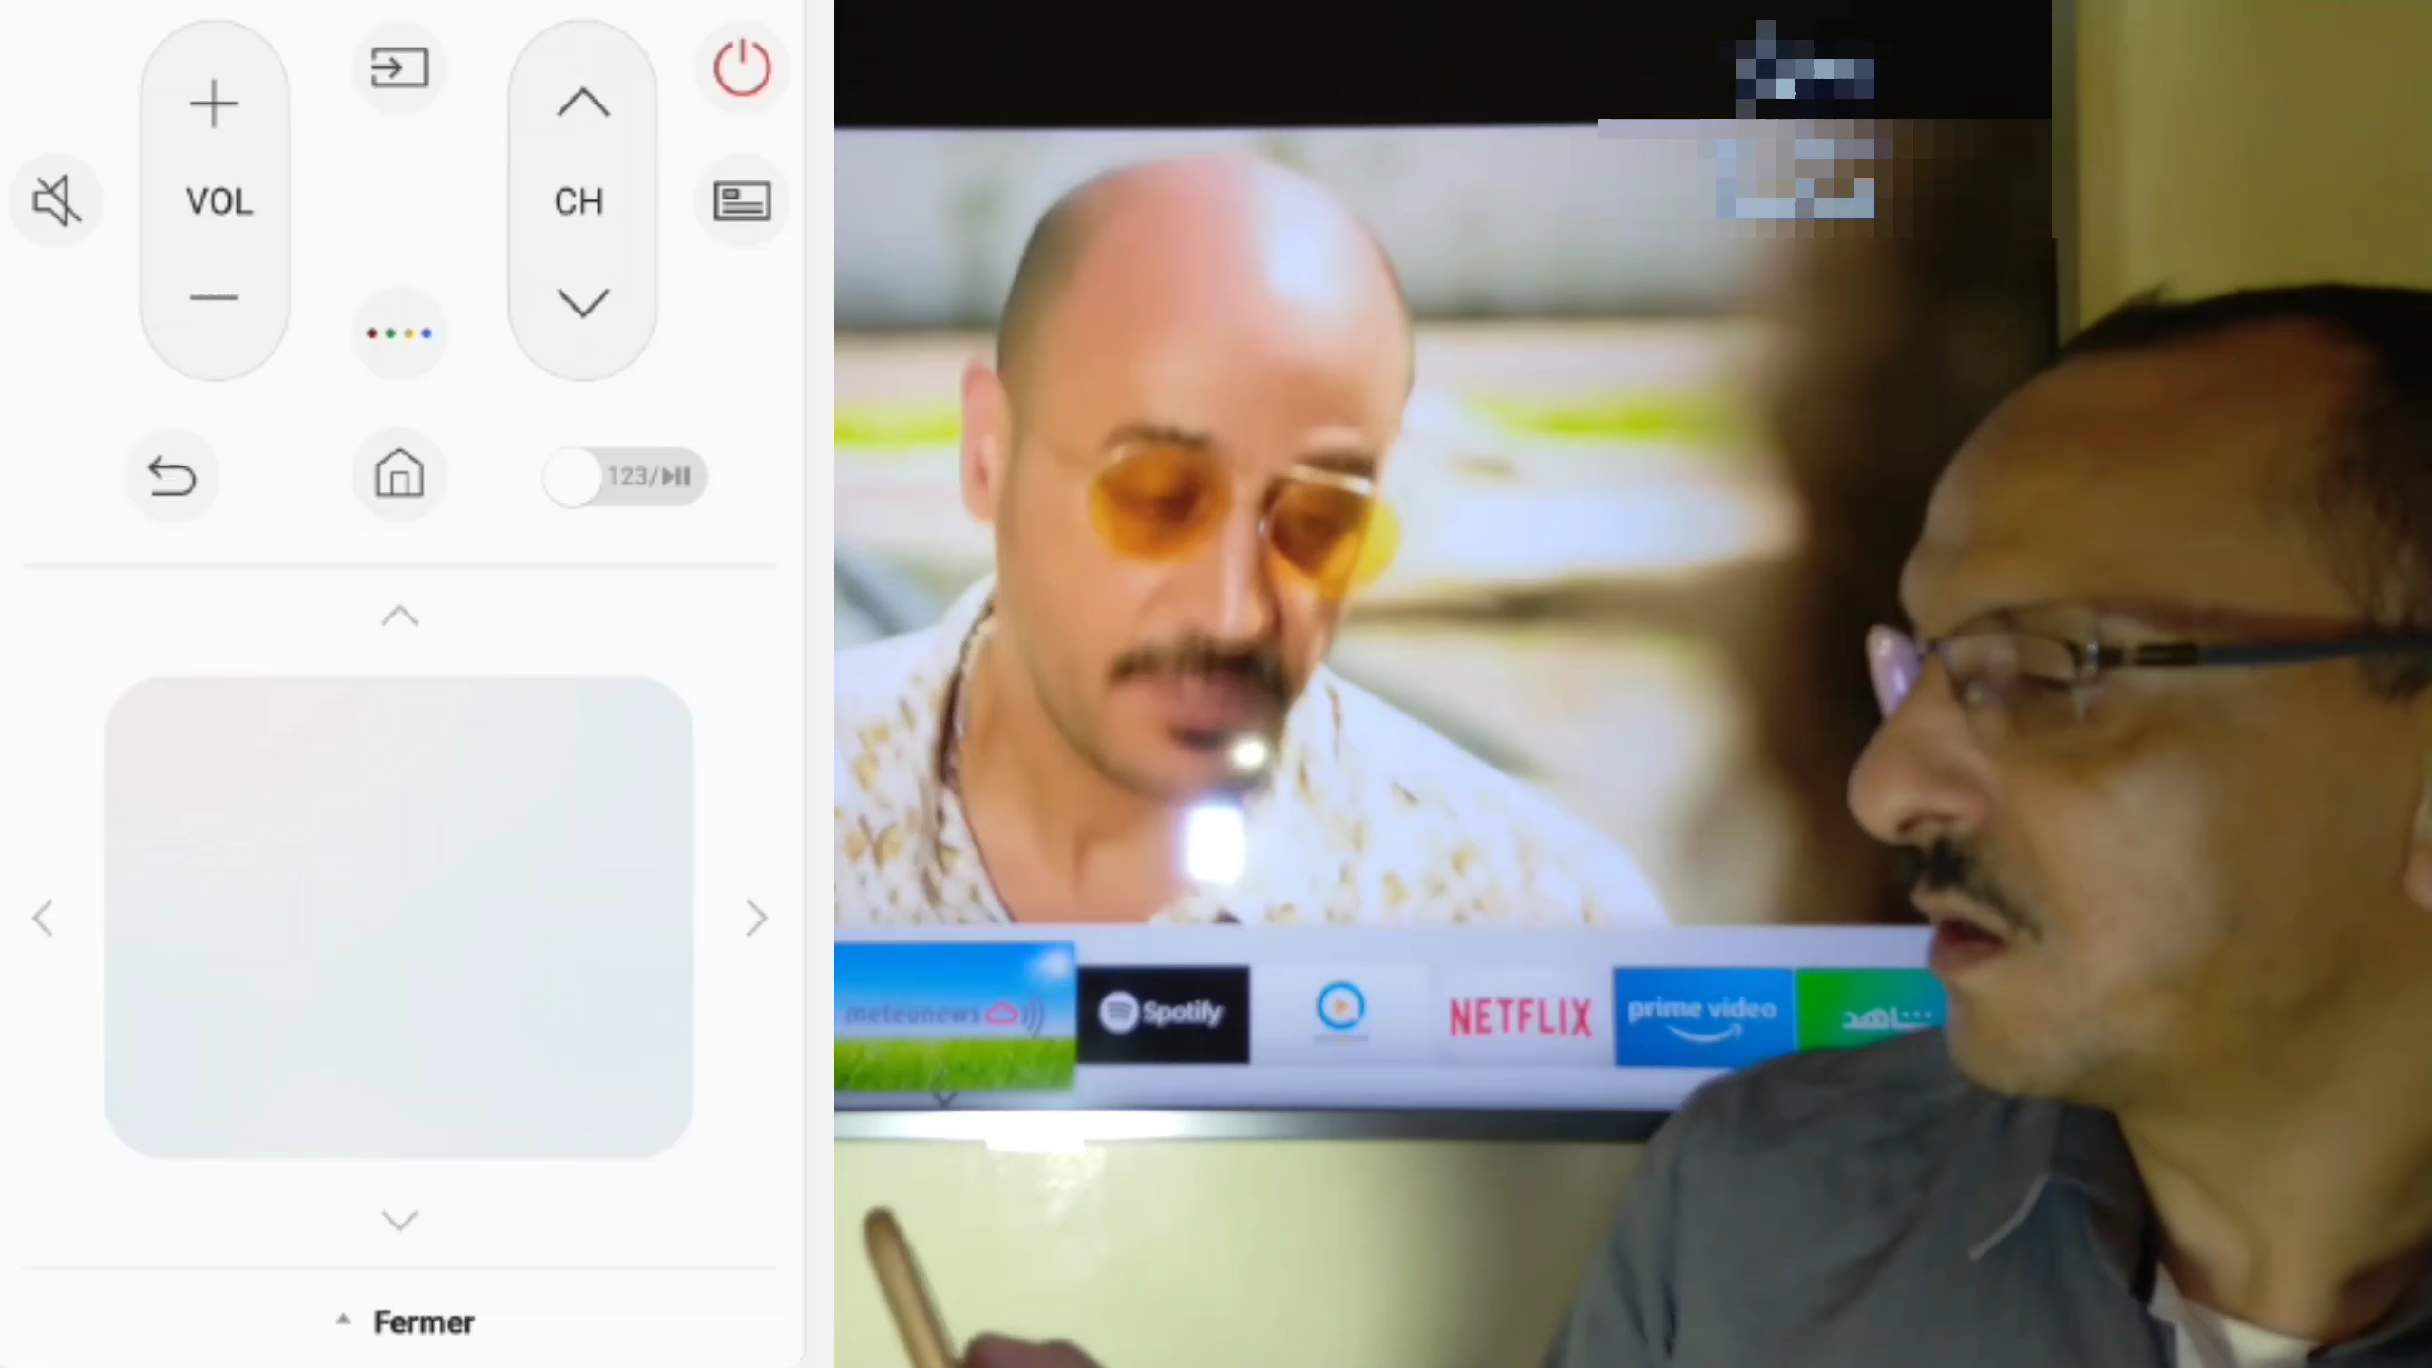 VOL
CH
123/
Fermer
meteonews
Spotify
NETFLIX
prime video
شاهد